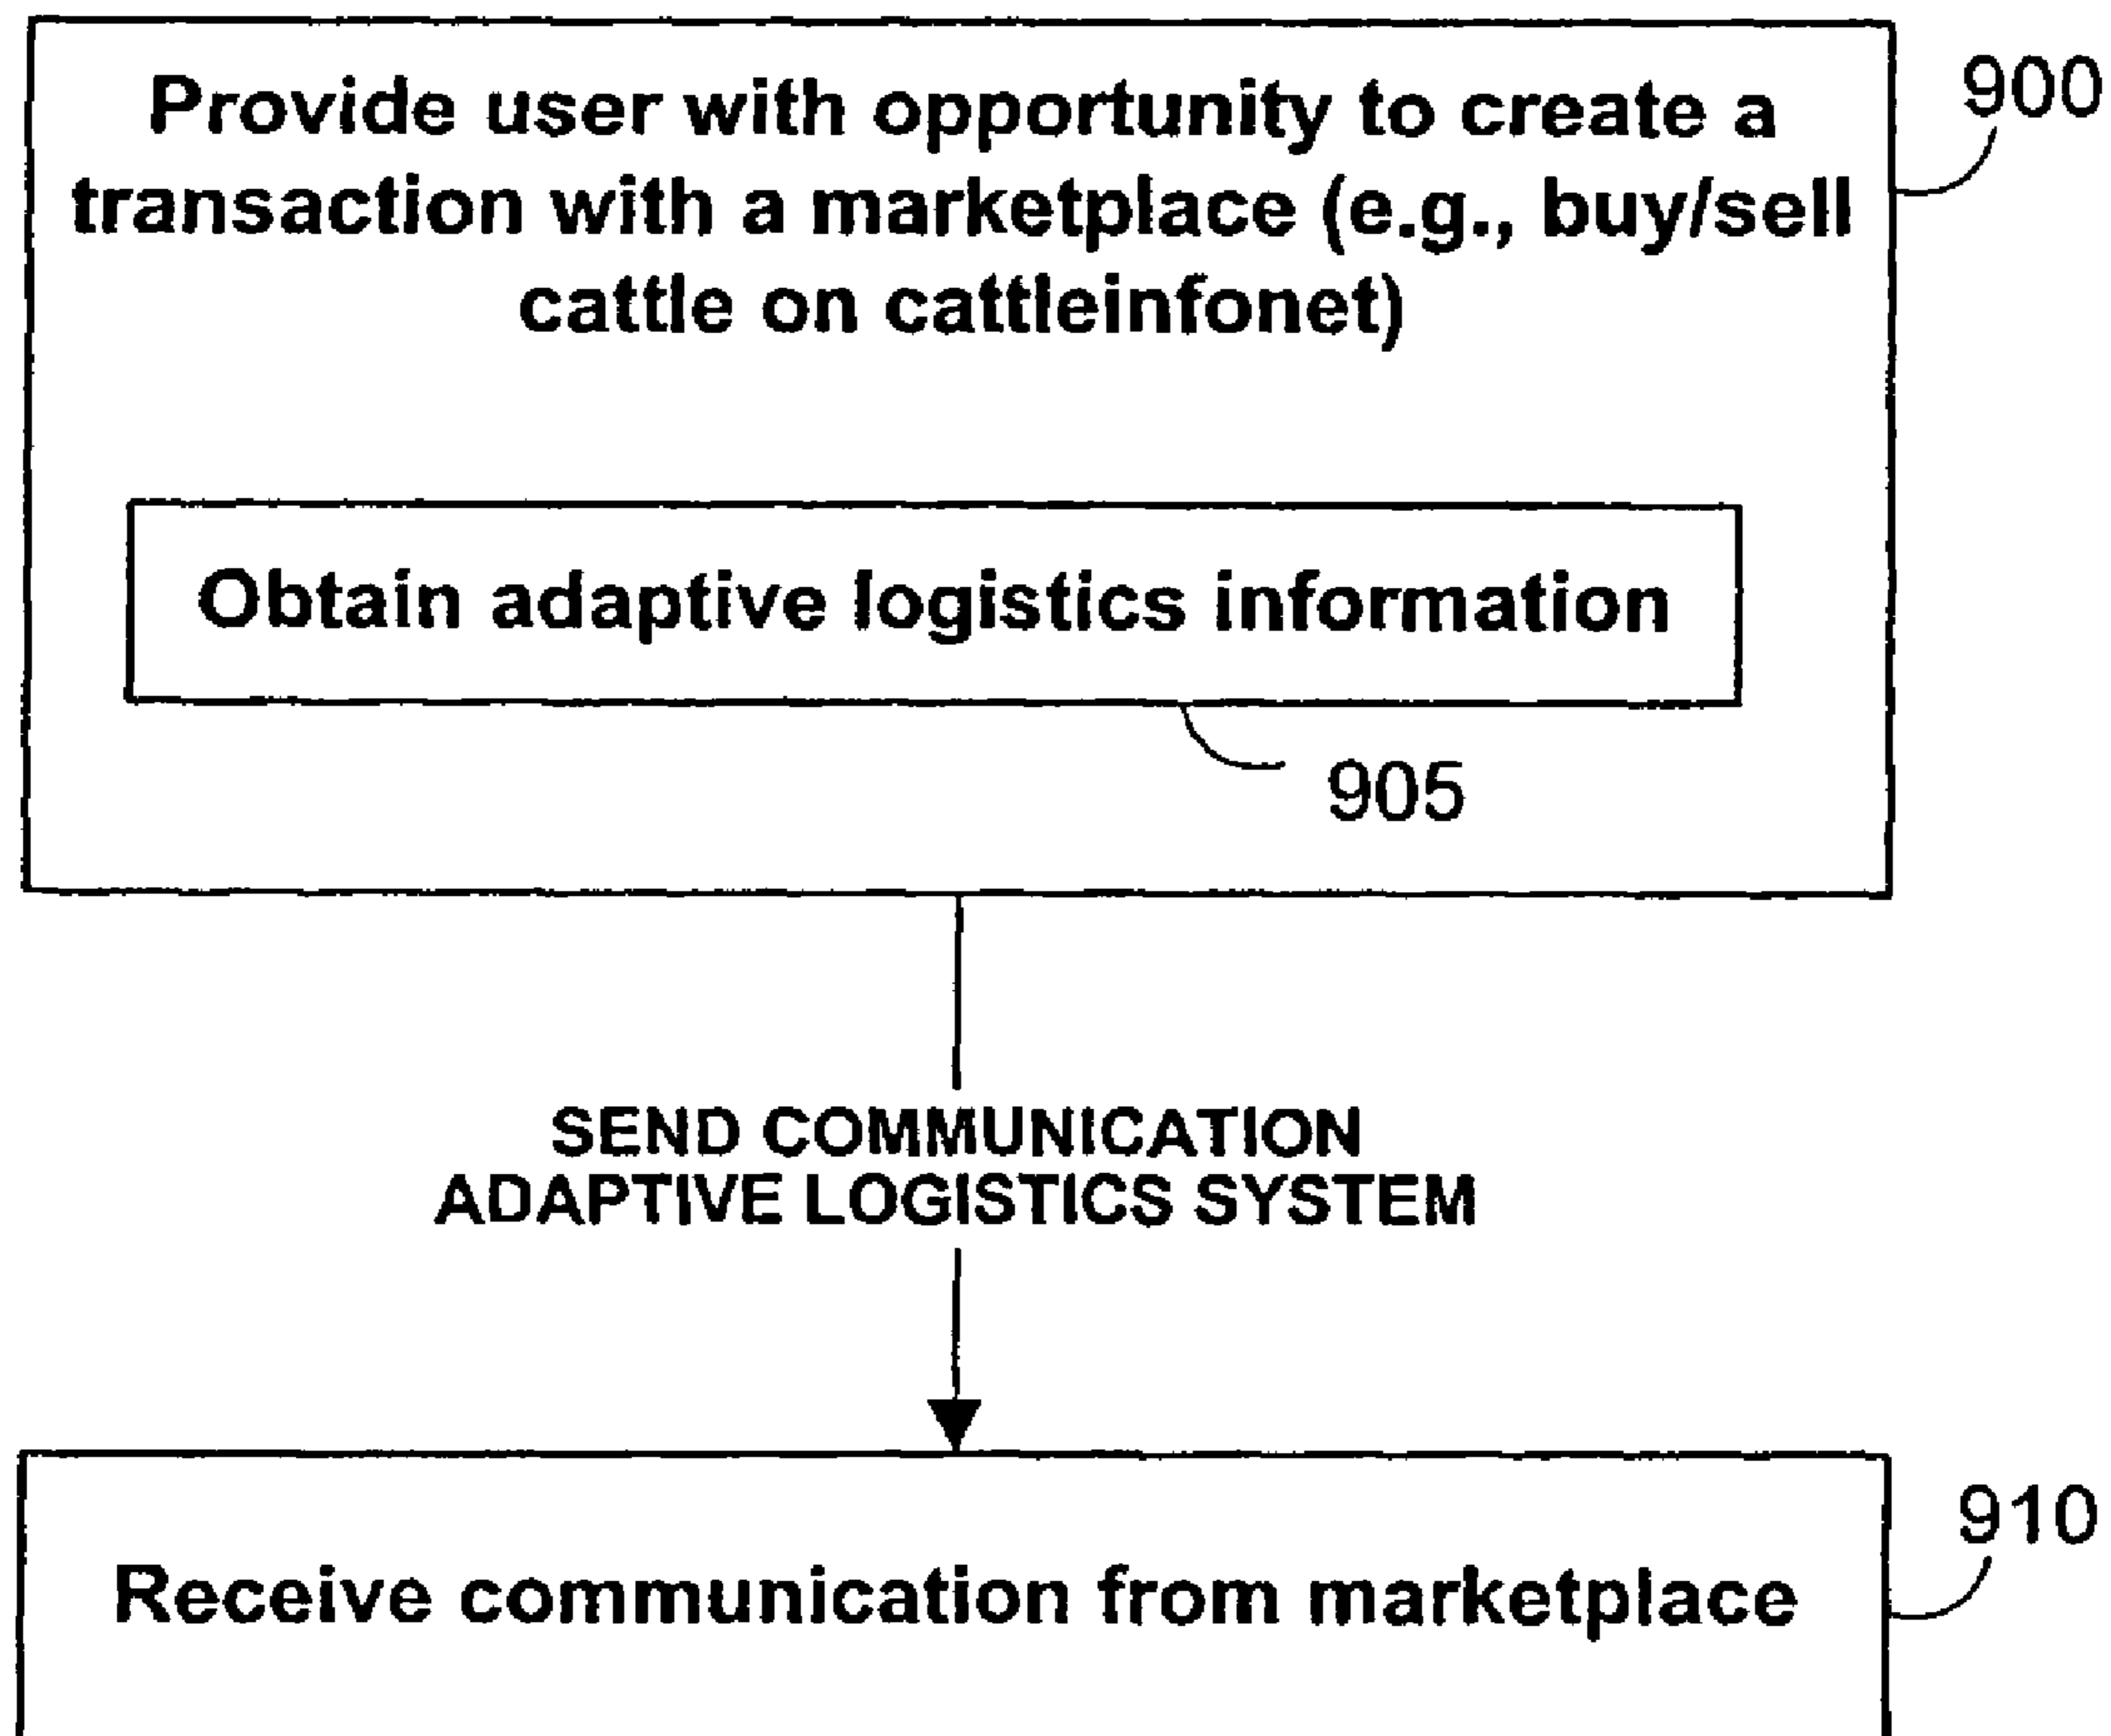 Provide user with opportunity to create a
900
transaction with a marketplace (e.g., buy/sell
cattle on cattleinfonet)
Obtain adaptive logistics information
905
SEND COMMUNICATION
ADAPTIVE LOGISTICS SYSTEM
910
Receive communication from marketplace